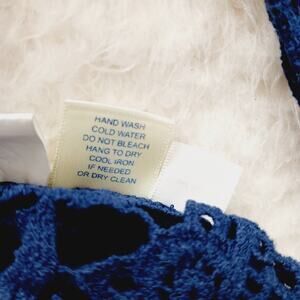 HAND WASH
COLD WATER
DO NOT BLEACH
HANG TO DRY
COOL IRON
IF NEEDED
OR DRY CLEAN